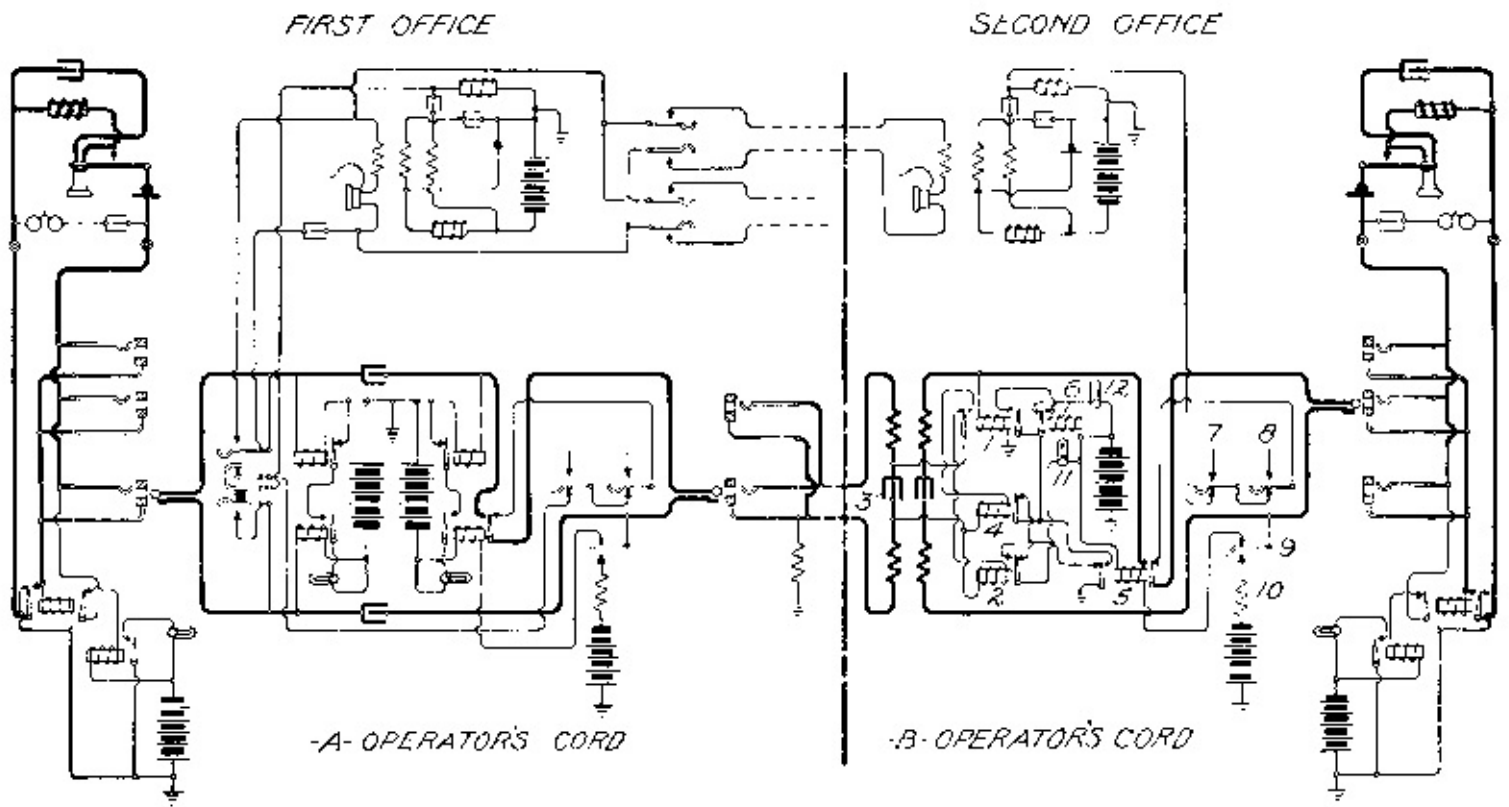 FIRST OFFICE
SECOND OFFICE
6 12
1
7 8
11
3
4
9
2
5
10
-A- OPERATOR'S CORD
-B- OPERATOR'S CORD